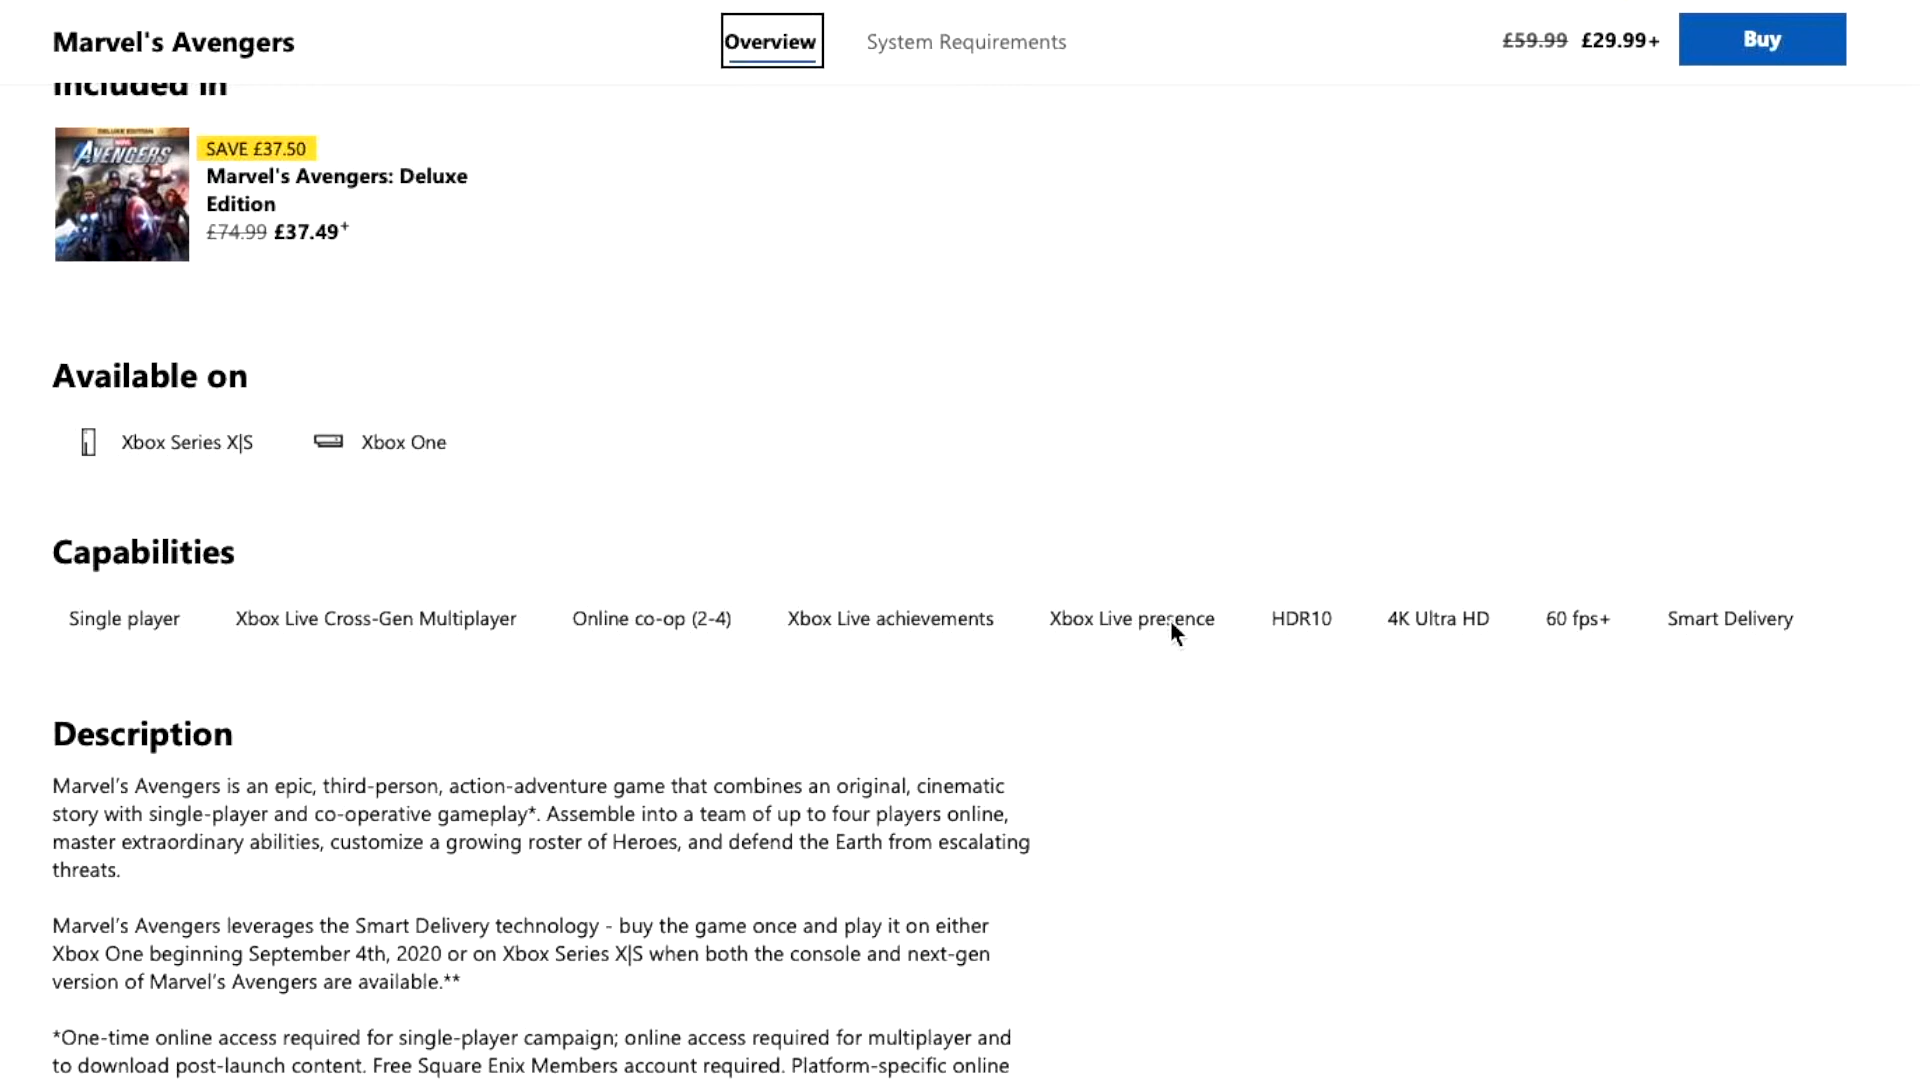 Marvel's Avengers
Overview
System Requirements
£59.99 £29.99+
Buy
Included in
DELUXE EDITION
MARVEL
AVENGERS
SAVE £37.50
Marvel's Avengers: Deluxe
Edition
£74.99 £37.49+
Available on
Xbox Series X|S
Xbox One
Capabilities
Single player
Xbox Live Cross-Gen Multiplayer
Online co-op (2-4)
Xbox Live achievements
Xbox Live presence
HDR10
4K Ultra HD
60 fps+
Smart Delivery
Description
Marvel’s Avengers is an epic, third-person, action-adventure game that combines an original, cinematic
story with single-player and co-operative gameplay*. Assemble into a team of up to four players online,
master extraordinary abilities, customize a growing roster of Heroes, and defend the Earth from escalating
threats.
Marvel’s Avengers leverages the Smart Delivery technology - buy the game once and play it on either
Xbox One beginning September 4th, 2020 or on Xbox Series X|S when both the console and next-gen
version of Marvel’s Avengers are available.**
*One-time online access required for single-player campaign; online access required for multiplayer and
to download post-launch content. Free Square Enix Members account required. Platform-specific online